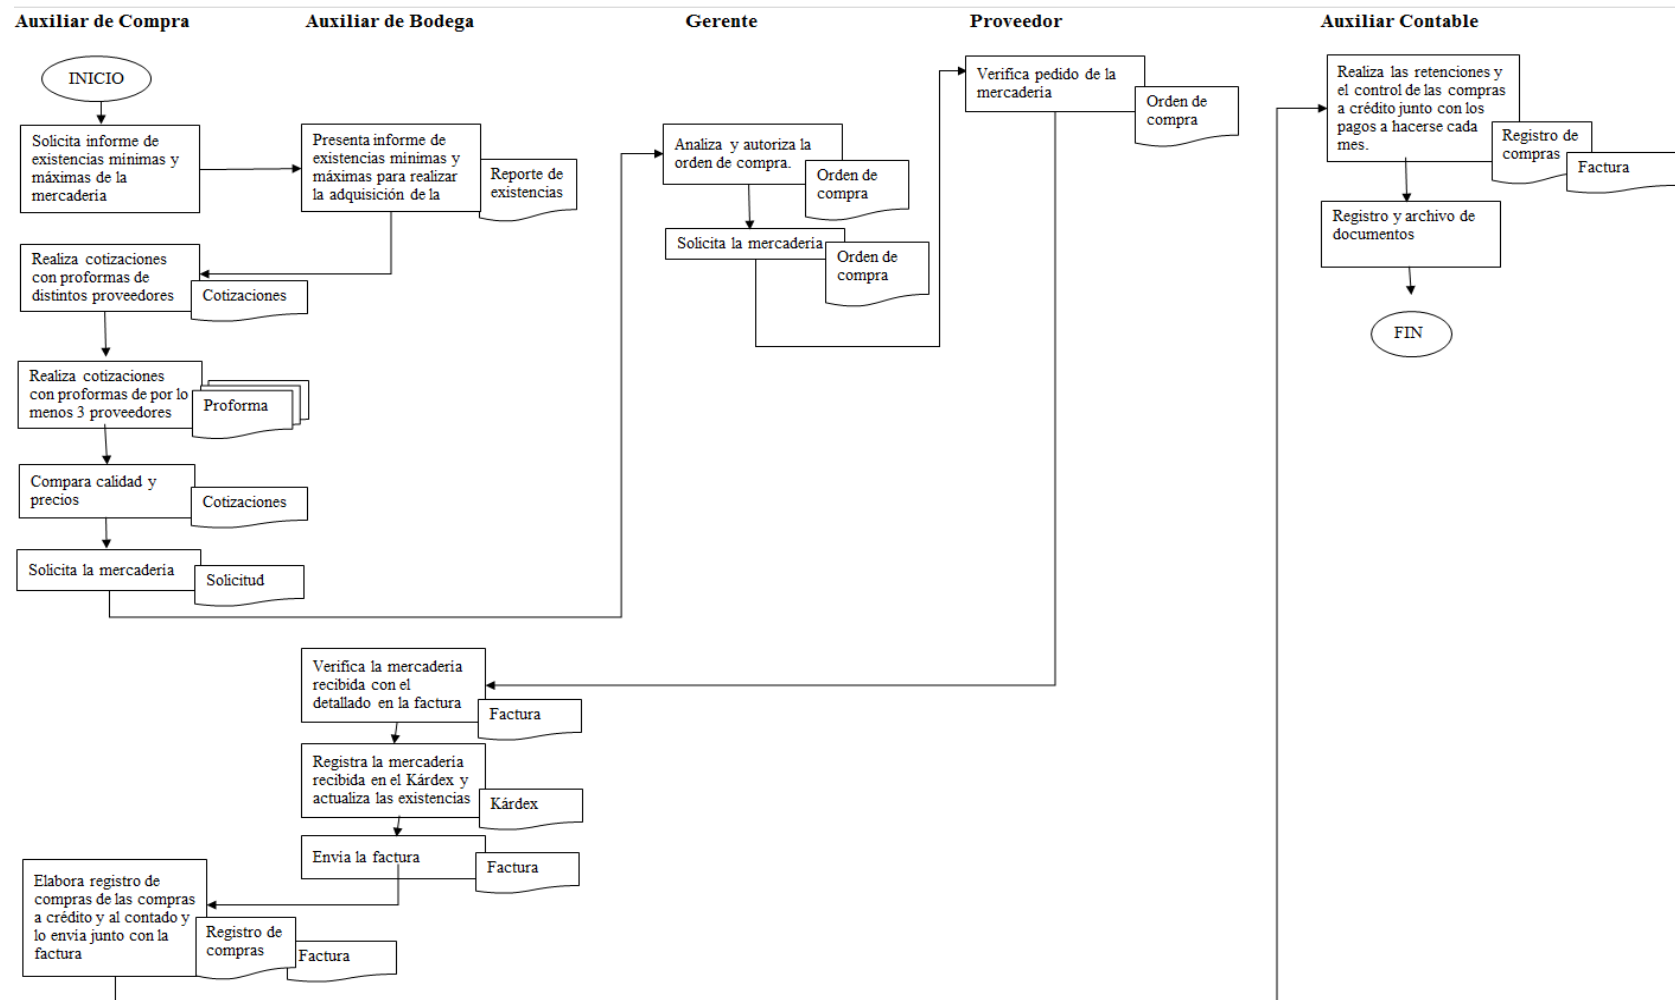 Auxiliar de Compra
Auxiliar de Bodega
Gerente
Proveedor
Auxiliar Contable
INICIO
Solicita informe de
existencias mínimas y
máximas de la
mercadería
Presenta informe de
existencias mínimas y
máximas para realizar
la adquisición de la
Reporte de
existencias
Realiza cotizaciones
con proformas de
distintos proveedores
Cotizaciones
Realiza cotizaciones
con proformas de por lo
menos 3 proveedores
Proforma
Compara calidad y
precios
Cotizaciones
Solicita la mercadería
Solicitud
Analiza y autoriza la
orden de compra.
Orden de
compra
Solicita la mercadería
Orden de
compra
Verifica pedido de la
mercadería
Orden de
compra
Verifica la mercadería
recibida con el
detallado en la factura
Factura
Registra la mercadería
recibida en el Kárdex y
actualiza las existencias
Kárdex
Envía la factura
Factura
Elabora registro de
compras de las compras
a crédito y al contado y
lo envía junto con la
factura
Registro de
compras
Factura
Realiza las retenciones y
el control de las compras
a crédito junto con los
pagos a hacerse cada
mes.
Registro de
compras
Factura
Registro y archivo de
documentos
FIN